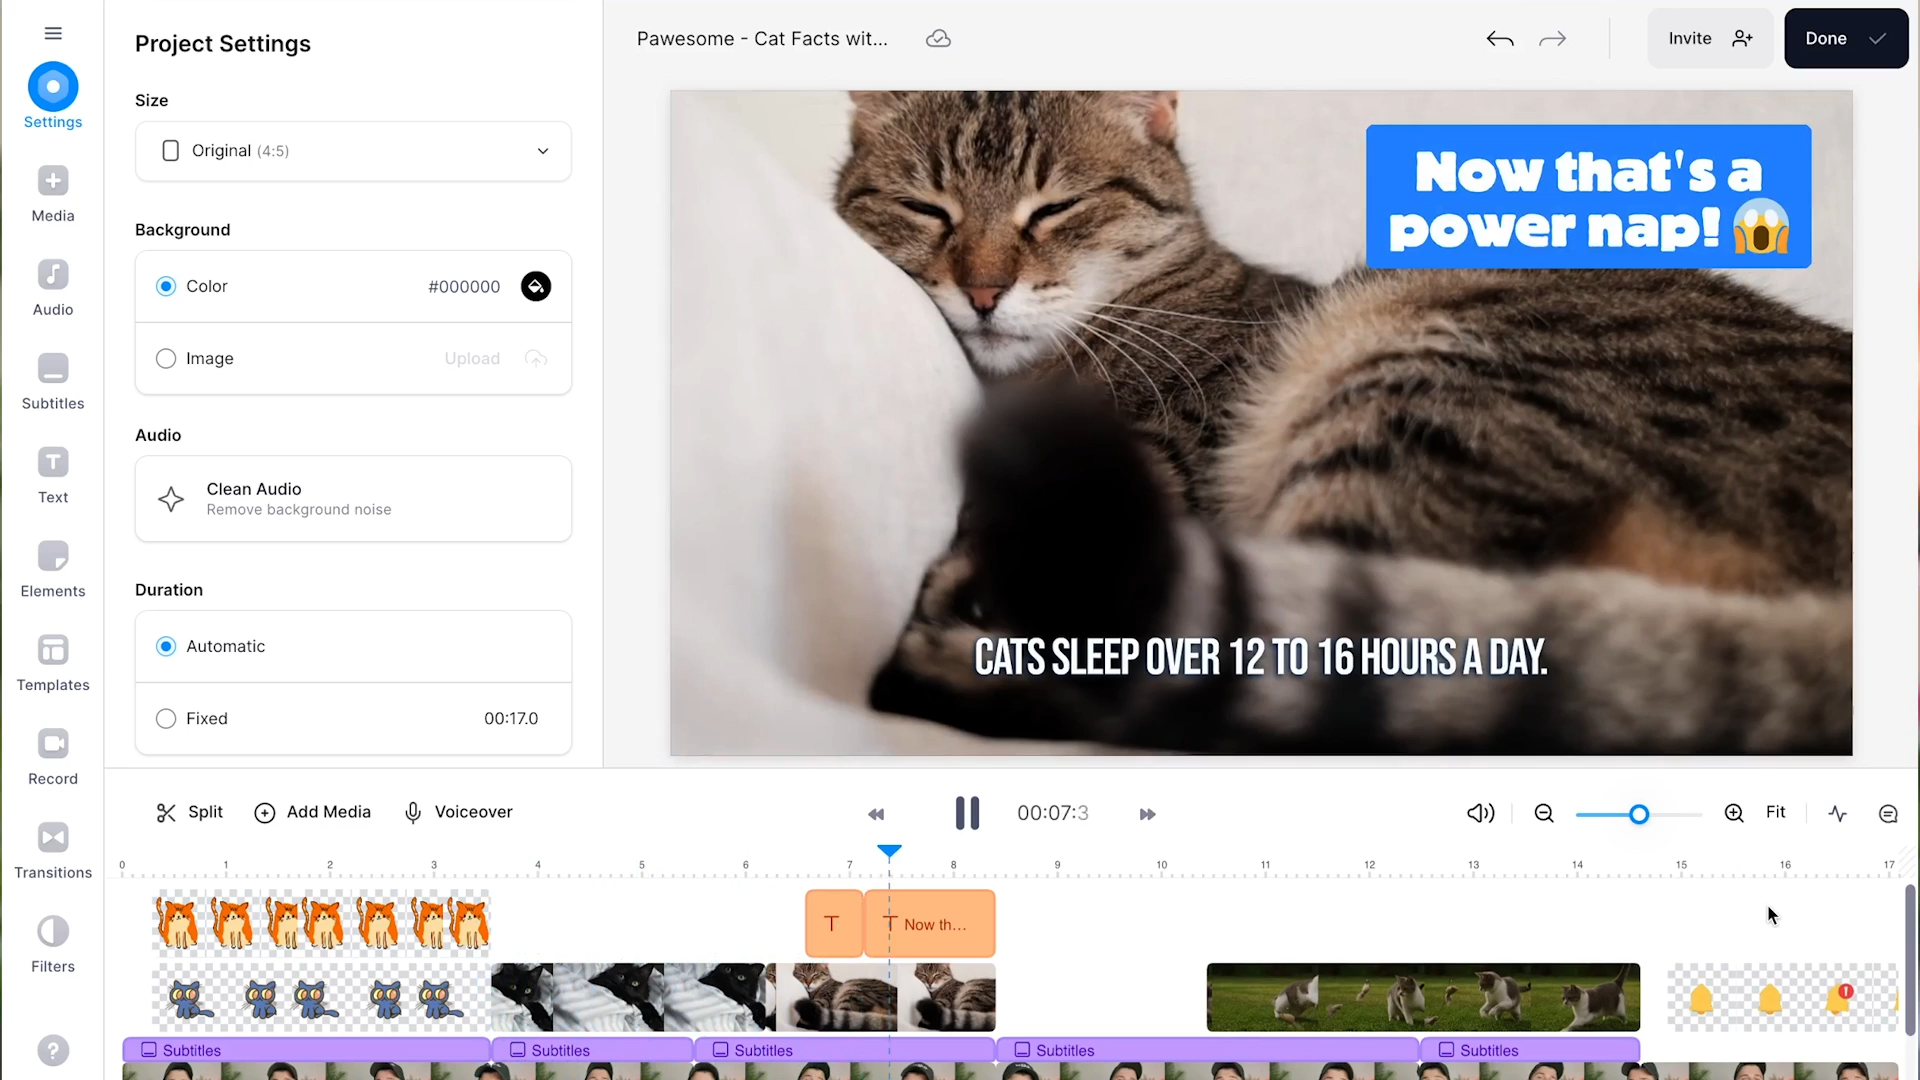 Project Settings
Pawesome - Cat Facts wit...
Invite
Done
Settings
Media
Audio
Subtitles
Text
Elements
Templates
Record
Transitions
Filters
?
Size
Original (4:5)
Background
Color
#000000
Image
Upload
Audio
Clean Audio
Remove background noise
Duration
Automatic
Fixed
00:17.0
Now that's a
power nap! 😱
CATS SLEEP OVER 12 TO 16 HOURS A DAY.
Split
Add Media
Voiceover
00:07:3
Fit
0 1 2 3 4 5 6 7 8 9 10 11 12 13 14 15 16 17
T
T Now th...
Subtitles
Subtitles
Subtitles
Subtitles
Subtitles